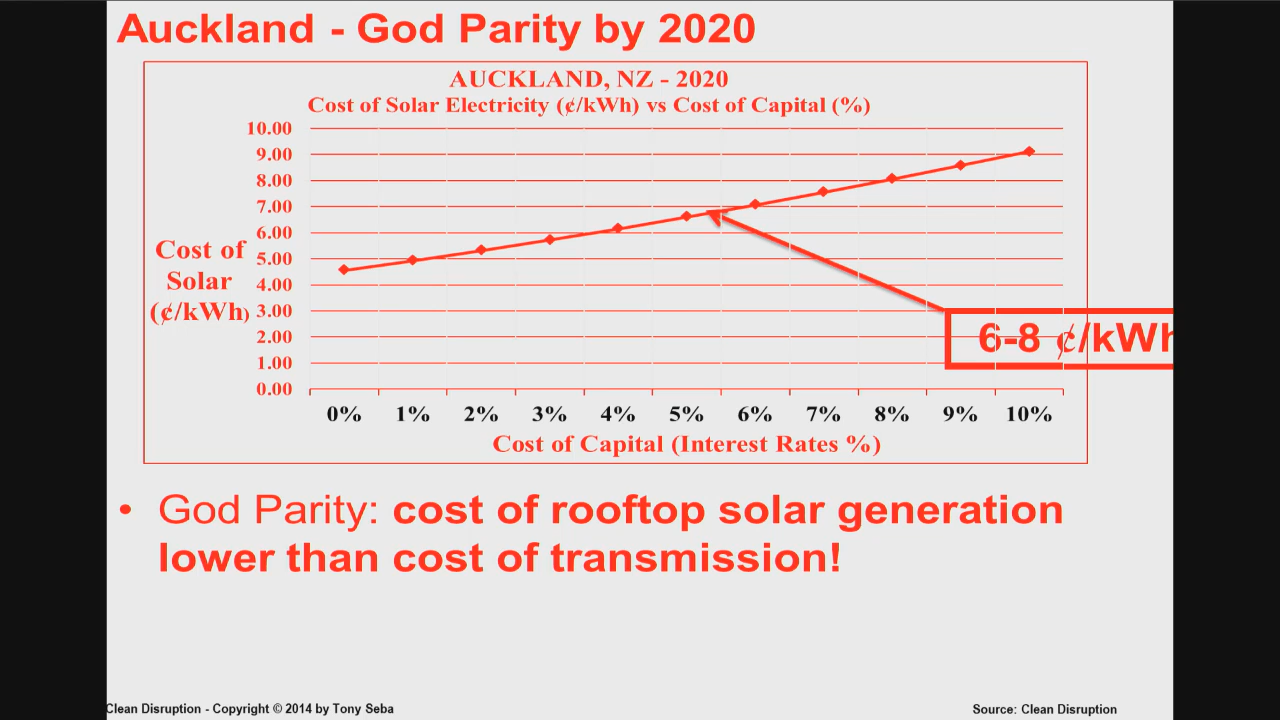 Auckland - God Parity by 2020
AUCKLAND, NZ - 2020
Cost of Solar Electricity (¢/kWh) vs Cost of Capital (%)
10.00
9.00
8.00
7.00
6.00
5.00
4.00
3.00
2.00
1.00
0.00
Cost of
Solar
(¢/kWh)
6-8 ¢/kWh
0% 1% 2% 3% 4% 5% 6% 7% 8% 9% 10%
Cost of Capital (Interest Rates %)
• God Parity: cost of rooftop solar generation
lower than cost of transmission!
Clean Disruption - Copyright © 2014 by Tony Seba
Source: Clean Disruption